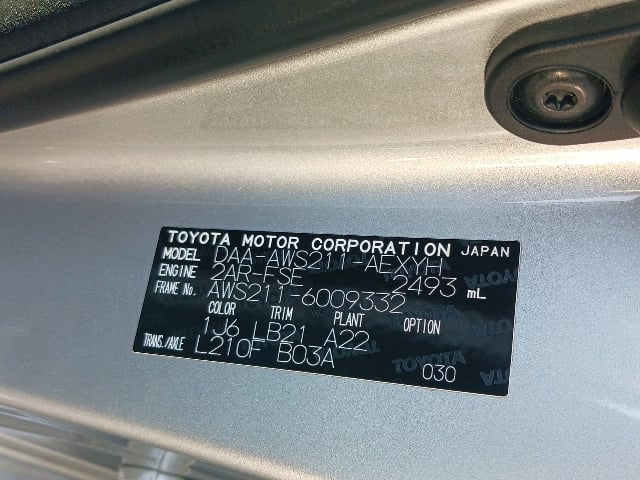 TOYOTA MOTOR CORPORATION JAPAN
MODEL DAA-AWS211-AEXYH
ENGINE 2AR-FSE 2493 mL
FRAME No. AWS211-6009332
COLOR TRIM PLANT OPTION
1J6 LB21 A22
TRANS./AXLE L210F B03A
030